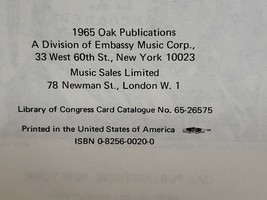 1965 Oak Publications
A Division of Embassy Music Corp.,
33 West 60th St., New York 10023
Music Sales Limited
78 Newman St., London W. 1
Library of Congress Card Catalogue No. 65-26575
Printed in the United States of America
ISBN 0-8256-0020-0